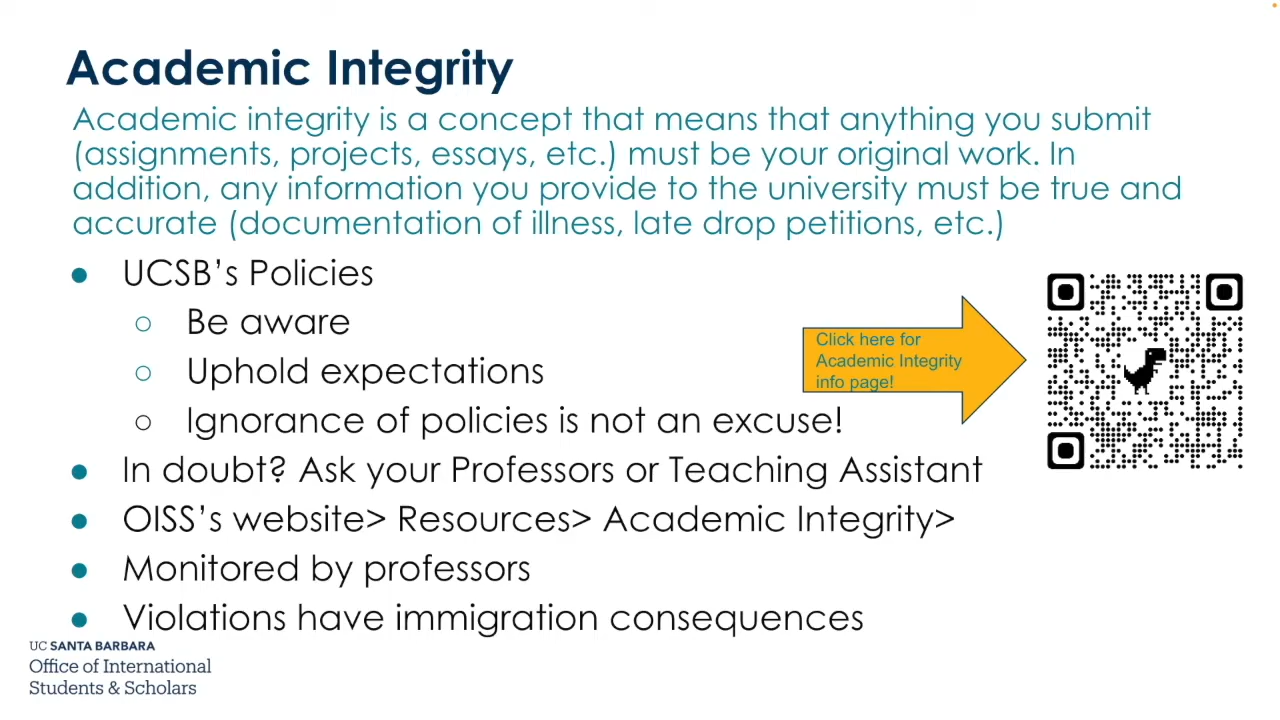 Academic Integrity
Academic integrity is a concept that means that anything you submit
(assignments, projects, essays, etc.) must be your original work. In
addition, any information you provide to the university must be true and
accurate (documentation of illness, late drop petitions, etc.)
● UCSB’s Policies
○ Be aware
○ Uphold expectations
○ Ignorance of policies is not an excuse!
Click here for
Academic Integrity
info page!
● In doubt? Ask your Professors or Teaching Assistant
● OISS’s website> Resources> Academic Integrity>
● Monitored by professors
● Violations have immigration consequences
UC SANTA BARBARA
Office of International
Students & Scholars